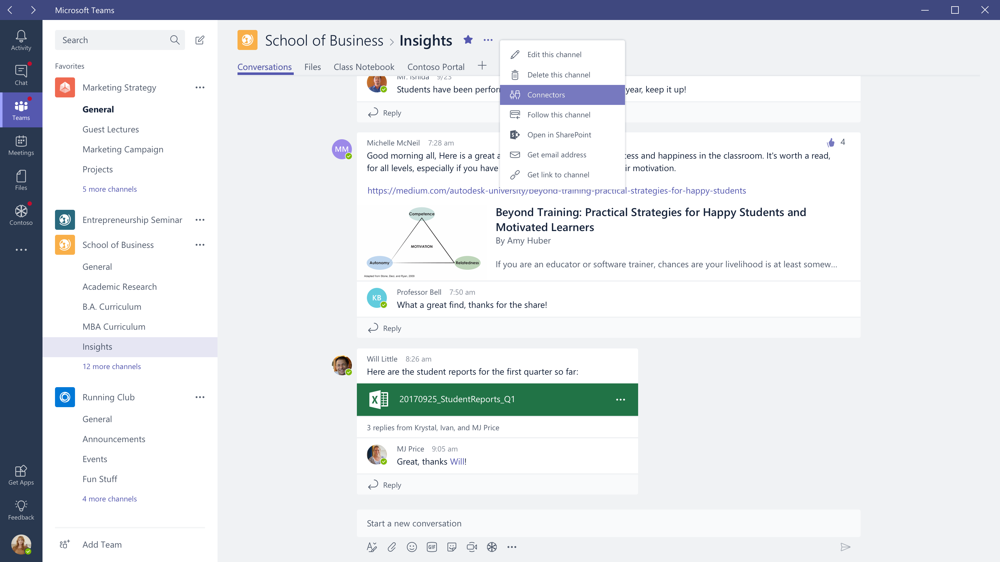 Microsoft Teams
Activity
Chat
Teams
Meetings
Files
Contoso
Get Apps
Feedback
Search
Favorites
Marketing Strategy
General
Guest Lectures
Marketing Campaign
Projects
5 more channels
Entrepreneurship Seminar
School of Business
General
Academic Research
B.A. Curriculum
MBA Curriculum
Insights
12 more channels
Running Club
General
Announcements
Events
Fun Stuff
4 more channels
Add Team
School of Business › Insights
Conversations Files Class Notebook Contoso Portal
Edit this channel
Delete this channel
Connectors
Follow this channel
Open in SharePoint
Get email address
Get link to channel
Mr. Ishida 9/23
Students have been year, keep it up!
Reply
MM
Michelle McNeil 7:28 am
4
Good morning all, Here is a great and happiness in the classroom. It's worth a read,
for all levels, especially if you have motivation.
https://medium.com/autodesk-university/beyond-training-practical-strategies-for-happy-students
Competence
MOTIVATION
Autonomy
Relatedness
Adapted from Stone, Deci, and Ryan, 2009
Beyond Training: Practical Strategies for Happy Students and
Motivated Learners
By Amy Huber
If you are an educator or software trainer, chances are your livelihood is at least somew...
KB
Professor Bell 7:50 am
What a great find, thanks for the share!
Reply
Will Little 8:26 am
Here are the student reports for the first quarter so far:
X
20170925_StudentReports_Q1
3 replies from Krystal, Ivan, and MJ Price
MJ Price 9:05 am
Great, thanks Will!
Reply
Start a new conversation
GIF